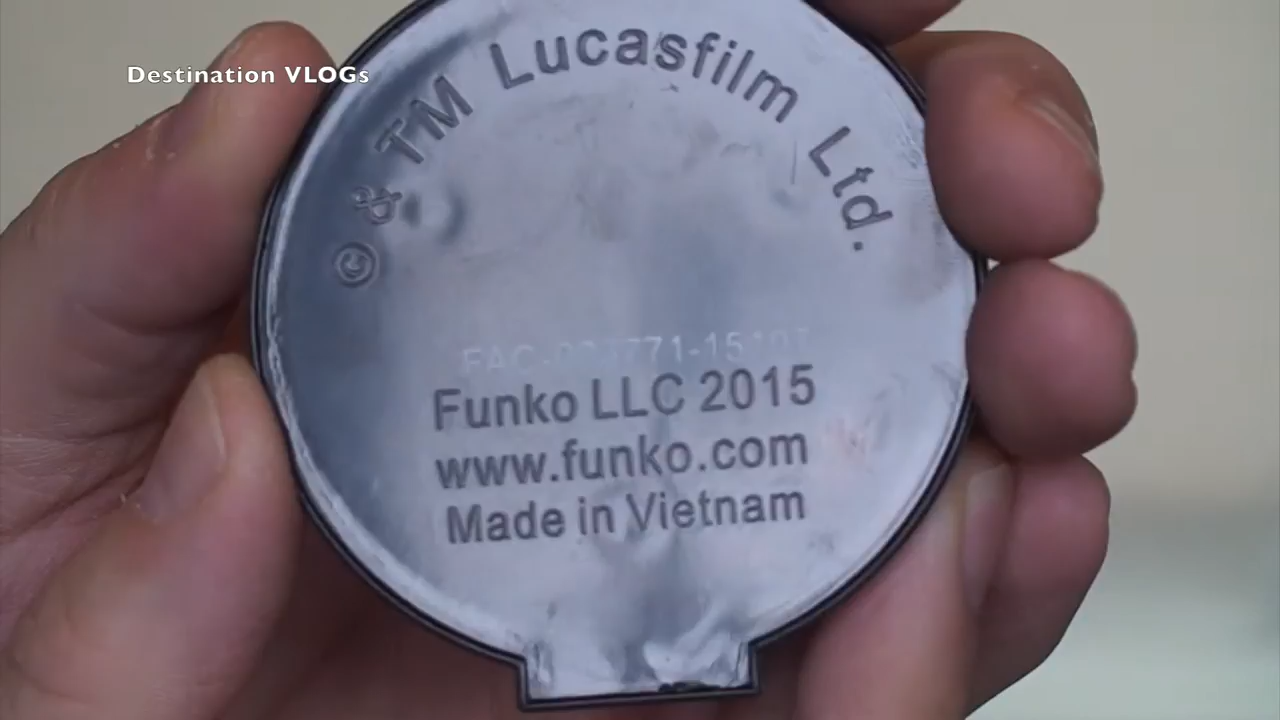 Destination VLOGs
© & TM Lucasfilm Ltd.
Funko LLC 2015
www.funko.com
Made in Vietnam